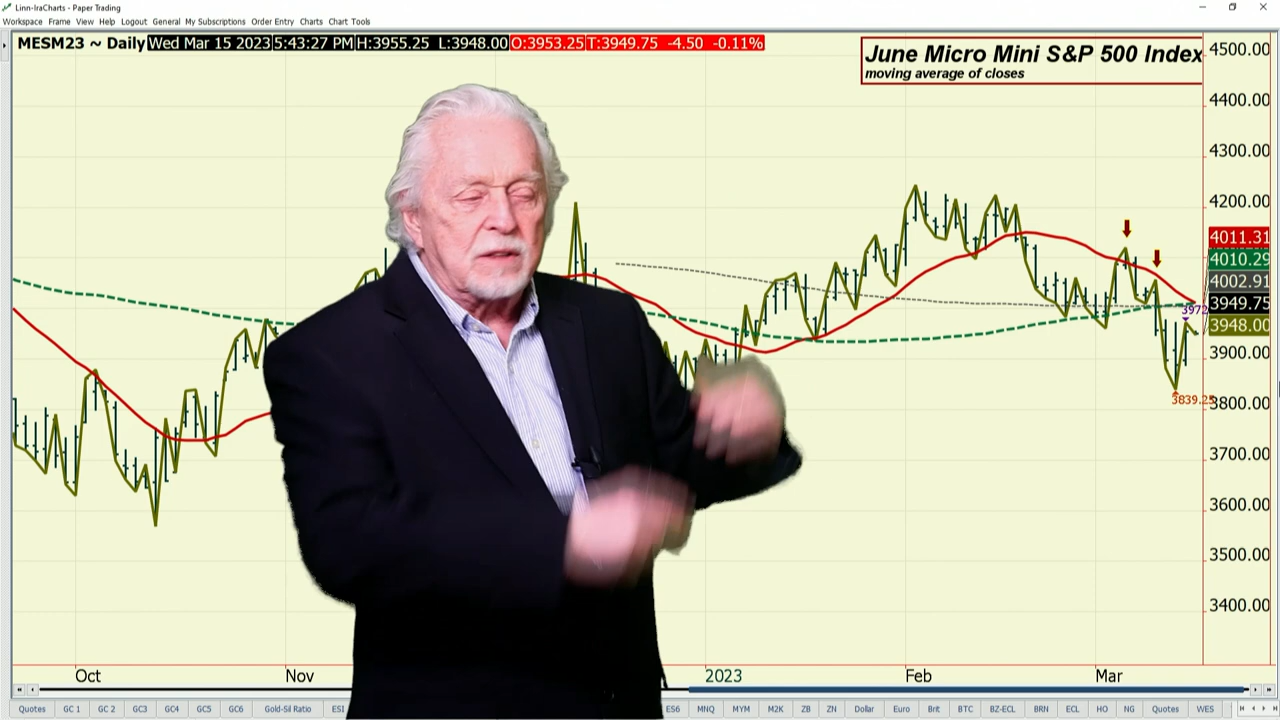 Linn-IraCharts - Paper Trading
Workspace Frame View Help Logout General My Subscriptions Order Entry Charts Chart Tools
MESM23 ~ Daily Wed Mar 15 2023 5:43:27 PM H:3955.25 L:3948.00 O:3953.25 T:3949.75 -4.50 -0.11%
June Micro Mini S&P 500 Index
moving average of closes
4500.00
4400.00
4300.00
4200.00
4011.31
4010.29
4002.91
3949.75
3972
3948.00
3900.00
3839.25
3800.00
3700.00
3600.00
3500.00
3400.00
Oct Nov 2023 Feb Mar
Quotes GC 1 GC 2 GC3 GC4 GC5 GC6 Gold-Sil Ratio ESI ES6 MNQ MYM M2K ZB ZN Dollar Euro Brit BTC BZ-ECL BRN ECL HO NG Quotes WES